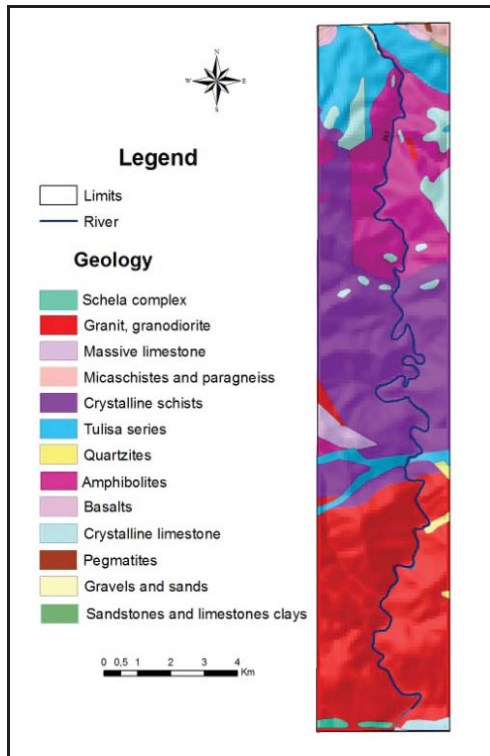 N
W E
S
Legend
Limits
River
Geology
Schela complex
Granit, granodiorite
Massive limestone
Micaschistes and paragneiss
Crystalline schists
Tulisa series
Quartzites
Amphibolites
Basalts
Crystalline limestone
Pegmatites
Gravels and sands
Sandstones and limestones clays
0 0,5 1 2 3 4
Km